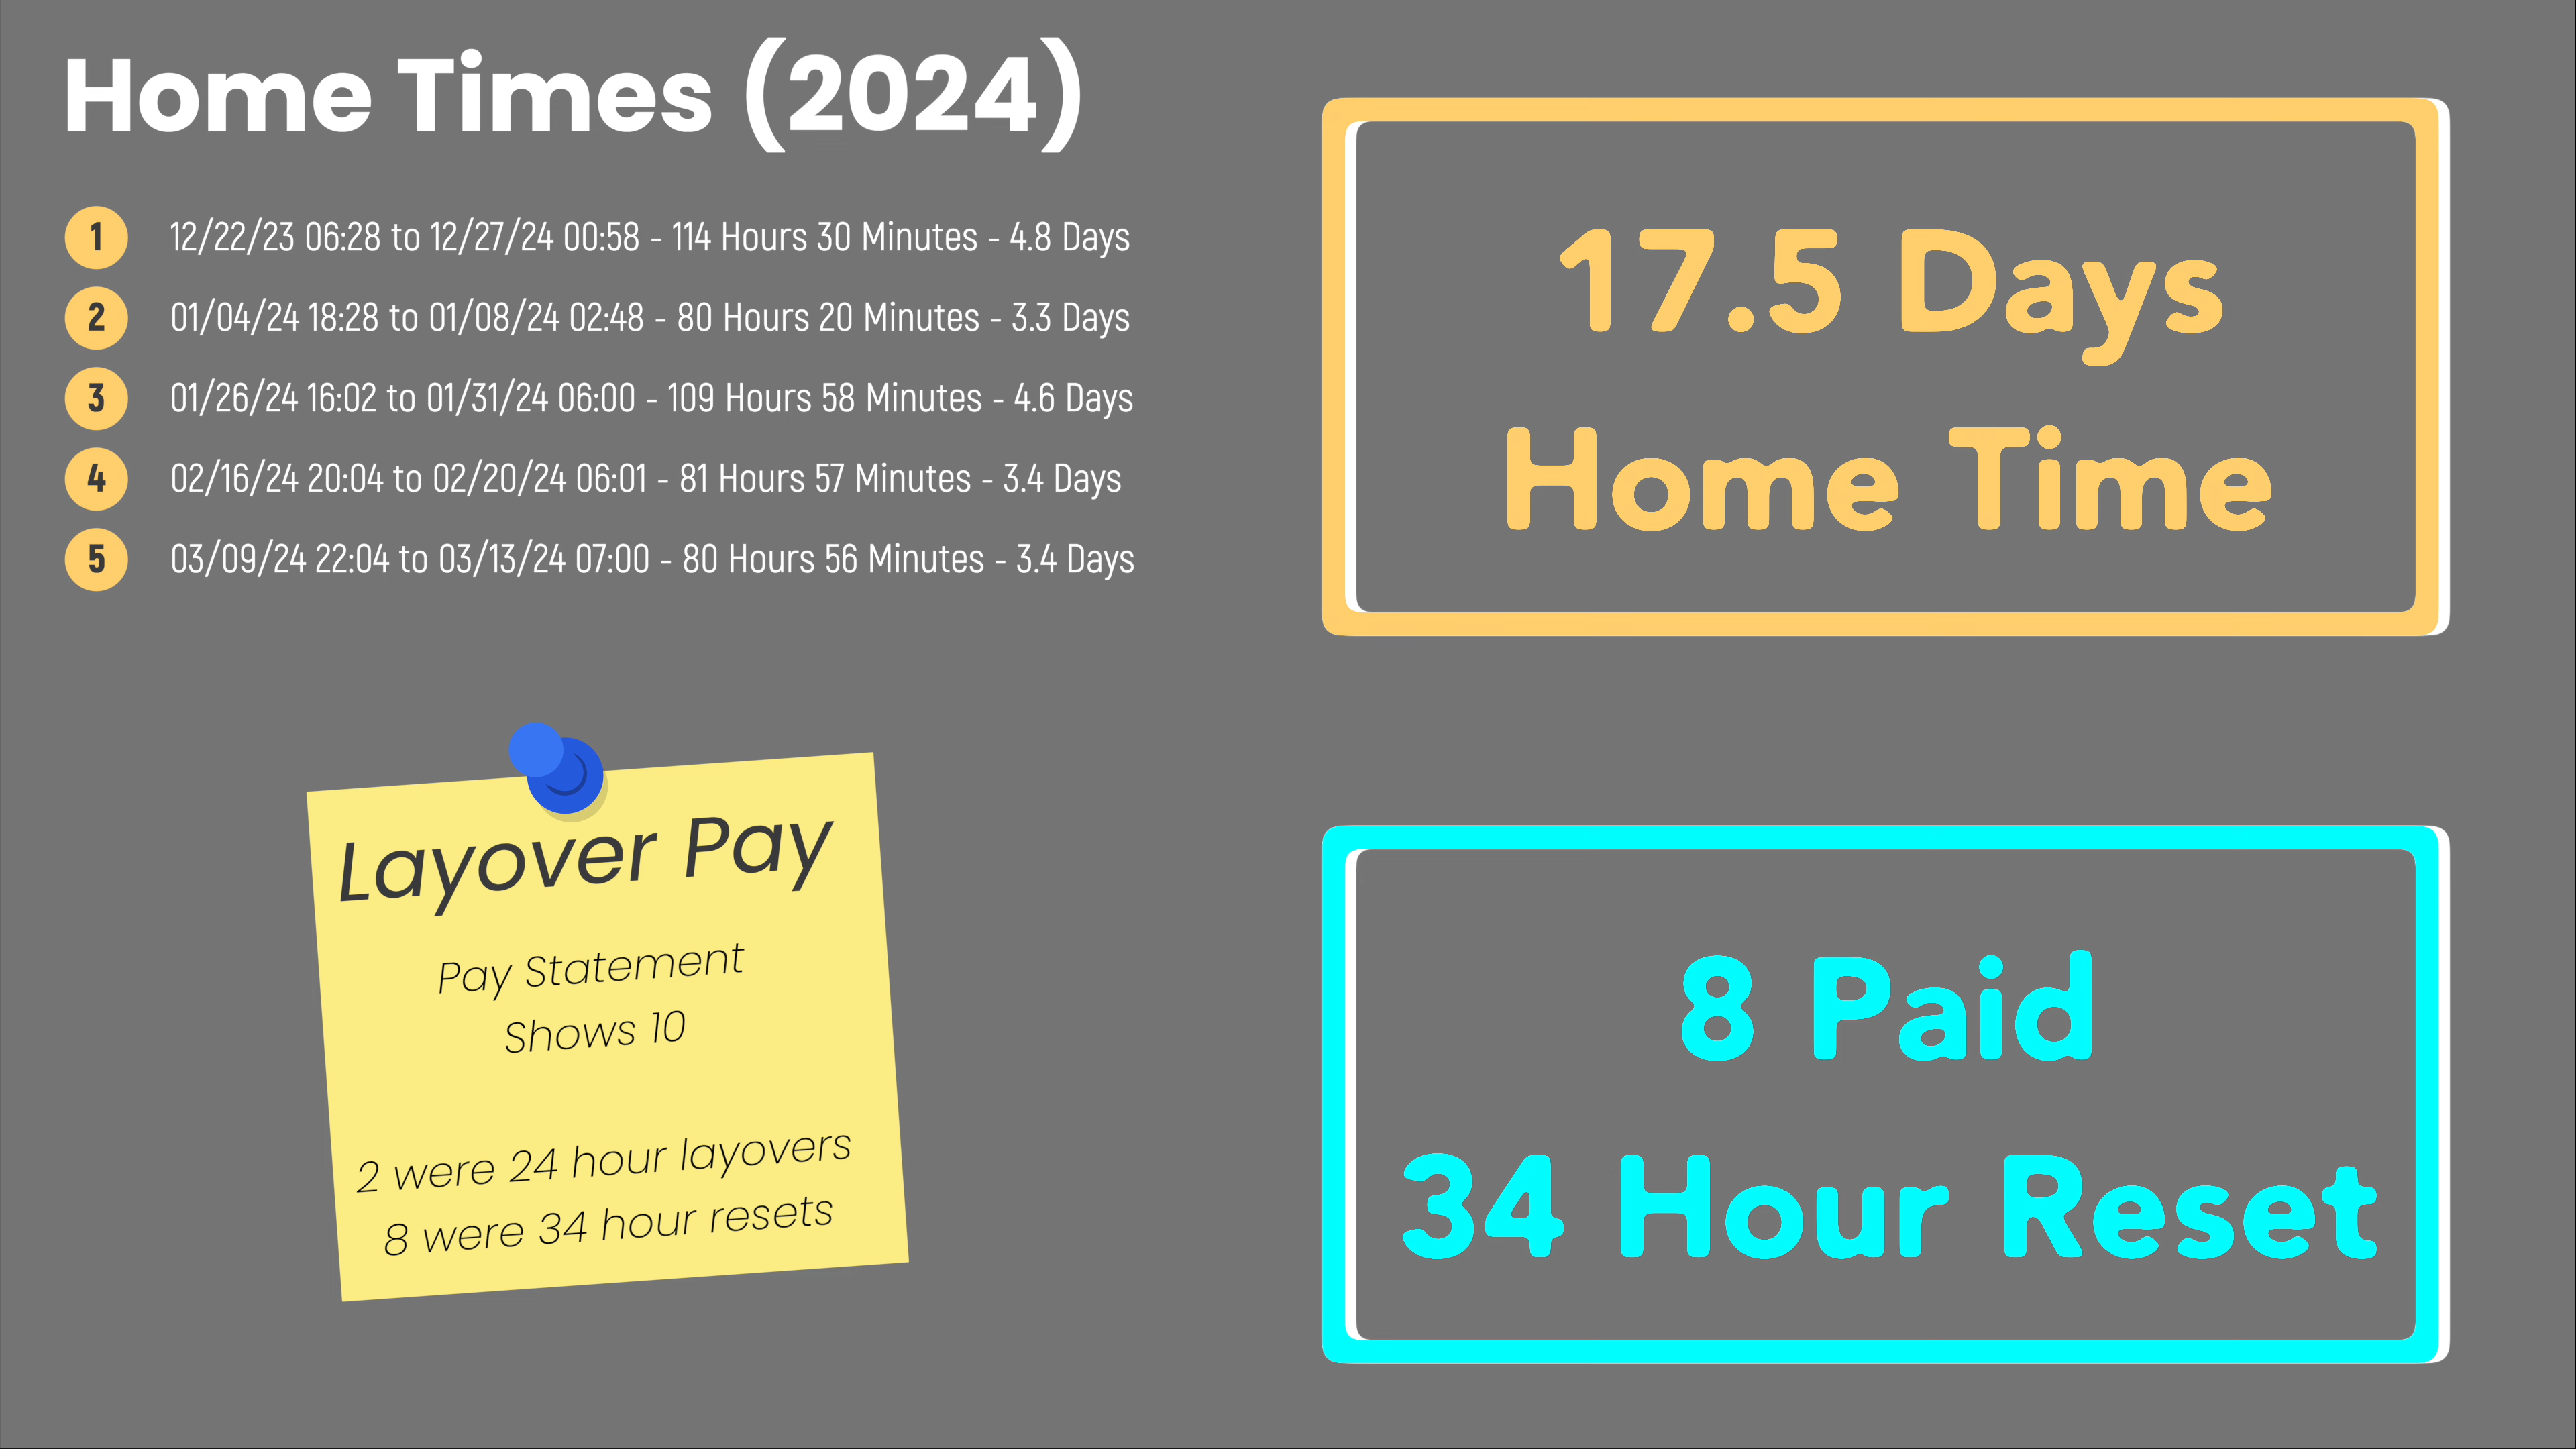 Home Times (2024)
1 12/22/23 06:28 to 12/27/24 00:58 - 114 Hours 30 Minutes - 4.8 Days
2 01/04/24 18:28 to 01/08/24 02:48 - 80 Hours 20 Minutes - 3.3 Days
3 01/26/24 16:02 to 01/31/24 06:00 - 109 Hours 58 Minutes - 4.6 Days
4 02/16/24 20:04 to 02/20/24 06:01 - 81 Hours 57 Minutes - 3.4 Days
5 03/09/24 22:04 to 03/13/24 07:00 - 80 Hours 56 Minutes - 3.4 Days
17.5 Days
Home Time
Layover Pay
Pay Statement
Shows 10
2 were 24 hour layovers
8 were 34 hour resets
8 Paid
34 Hour Reset